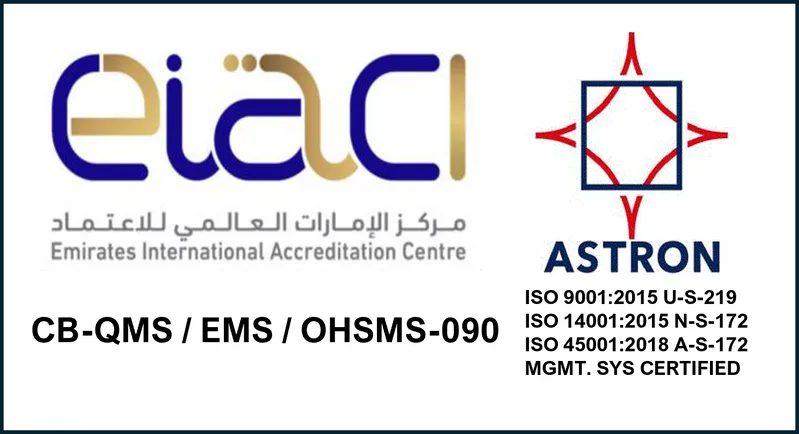 eiaci
مركز الإمارات العالمي للاعتماد
Emirates International Accreditation Centre
CB-QMS / EMS / OHSMS-090
ASTRON
ISO 9001:2015 U-S-219
ISO 14001:2015 N-S-172
ISO 45001:2018 A-S-172
MGMT. SYS CERTIFIED